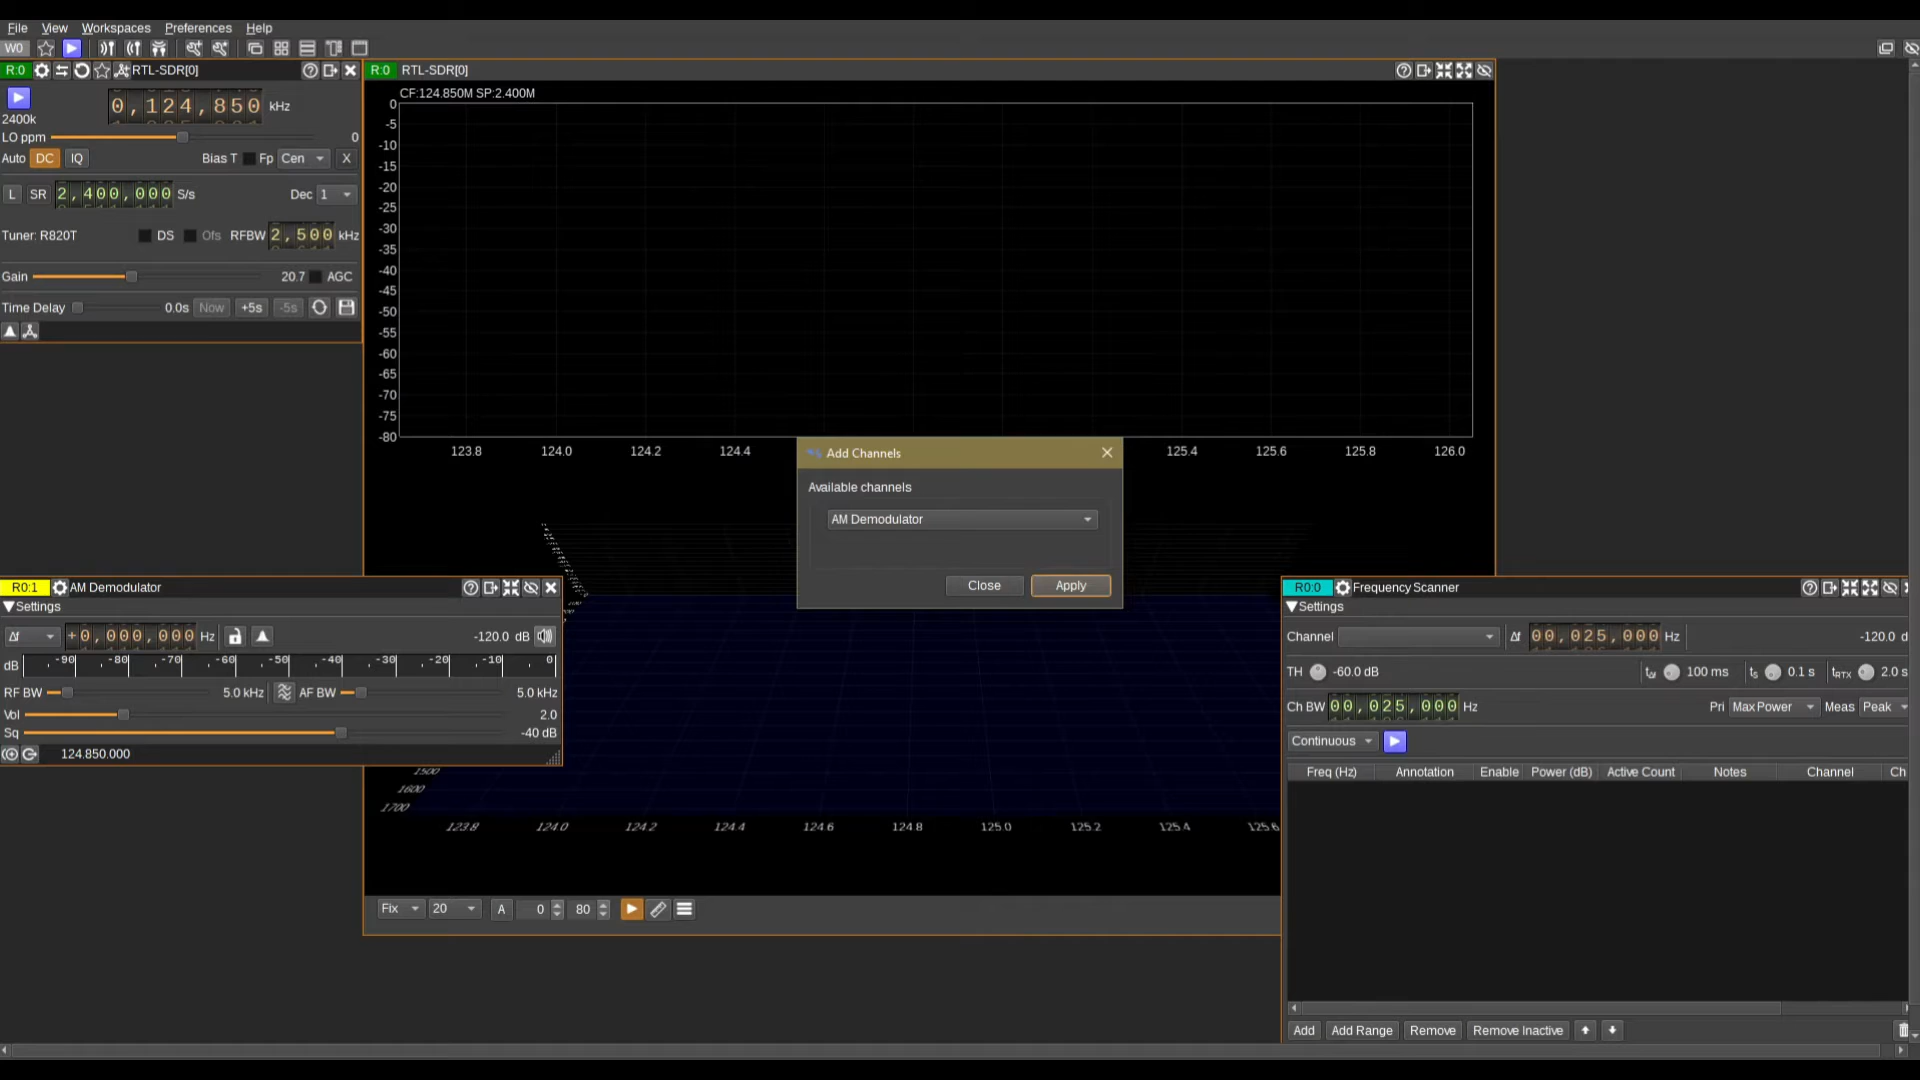 File View Workspaces Preferences Help
W0
R:0 RTL-SDR[0]
0,124,850 kHz
2400k
LO ppm 0
Auto DC IQ Bias T Fp Cen X
L SR 2,400,000 S/s Dec 1
Tuner: R820T DS Ofs RFBW 2,500 kHz
Gain 20.7 AGC
Time Delay 0.0s Now +5s -5s
R:0 RTL-SDR[0]
CF:124.850M SP:2.400M
0
-5
-10
-15
-20
-25
-30
-35
-40
-45
-50
-55
-60
-65
-70
-75
-80
123.8 124.0 124.2 124.4 125.4 125.6 125.8 126.0
Add Channels
Available channels
AM Demodulator
Close Apply
R0:1 AM Demodulator
Settings
Δf +0,000,000 Hz -120.0 dB
dB -90 -80 -70 -60 -50 -40 -30 -20 -10 0
RF BW 5.0 kHz AF BW 5.0 kHz
Vol 2.0
Sq -40 dB
124.850.000
1500
1600
1700
123.8 124.0 124.2 124.4 124.6 124.8 125.0 125.2 125.4 125.6
Fix 20 A 0 80
R0:0 Frequency Scanner
Settings
Channel Δf 00,025,000 Hz -120.0 d
TH -60.0 dB tΔf 100 ms ts 0.1 s tRTX 2.0 s
Ch BW 00,025,000 Hz Pri Max Power Meas Peak
Continuous
Freq (Hz) Annotation Enable Power (dB) Active Count Notes Channel Ch
Add Add Range Remove Remove Inactive